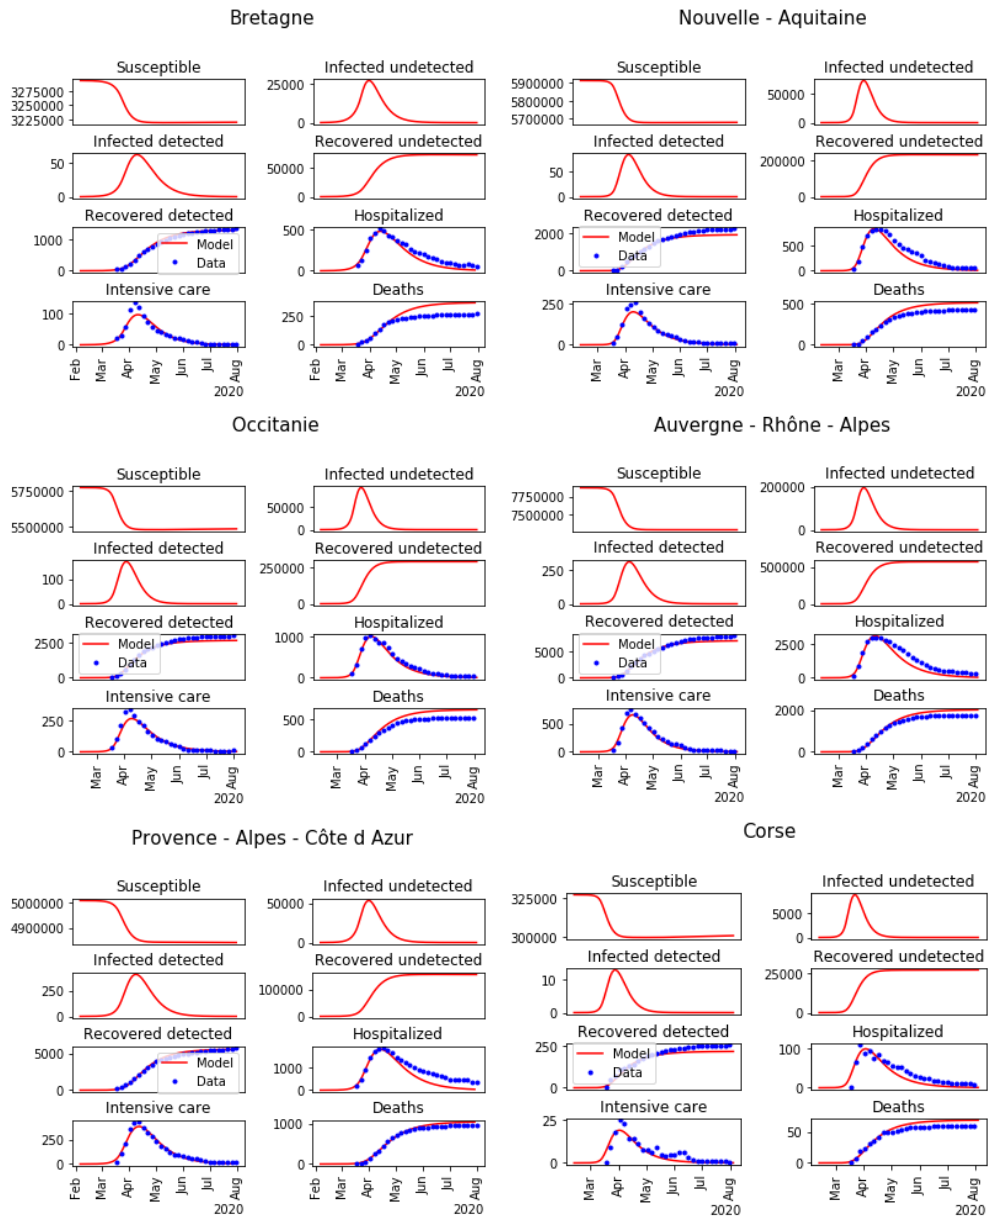 Bretagne
Susceptible
3275000
3250000
3225000
Infected undetected
25000
0
Infected detected
50
0
Recovered undetected
50000
0
Recovered detected
1000
0
Model
Data
Hospitalized
500
0
Intensive care
100
0
Feb Mar Apr May Jun Jul Aug
2020
Deaths
250
0
Feb Mar Apr May Jun Jul Aug
2020
Nouvelle - Aquitaine
Susceptible
5900000
5800000
5700000
Infected undetected
50000
0
Infected detected
50
0
Recovered undetected
200000
0
Recovered detected
2000
0
Model
Data
Hospitalized
500
0
Intensive care
250
0
Mar Apr May Jun Jul Aug
2020
Deaths
500
0
Mar Apr May Jun Jul Aug
2020
Occitanie
Susceptible
5750000
5500000
Infected undetected
50000
0
Infected detected
100
0
Recovered undetected
250000
0
Recovered detected
2500
0
Model
Data
Hospitalized
1000
0
Intensive care
250
0
Mar Apr May Jun Jul Aug
2020
Deaths
500
0
Mar Apr May Jun Jul Aug
2020
Auvergne - Rhône - Alpes
Susceptible
7750000
7500000
Infected undetected
200000
0
Infected detected
250
0
Recovered undetected
500000
0
Recovered detected
5000
0
Model
Data
Hospitalized
2500
0
Intensive care
500
0
Mar Apr May Jun Jul Aug
2020
Deaths
2000
0
Mar Apr May Jun Jul Aug
2020
Provence - Alpes - Côte d Azur
Susceptible
5000000
4900000
Infected undetected
50000
0
Infected detected
250
0
Recovered undetected
100000
0
Recovered detected
5000
0
Model
Data
Hospitalized
1000
0
Intensive care
250
0
Feb Mar Apr May Jun Jul Aug
2020
Deaths
1000
0
Feb Mar Apr May Jun Jul Aug
2020
Corse
Susceptible
325000
300000
Infected undetected
5000
0
Infected detected
10
0
Recovered undetected
25000
0
Recovered detected
250
0
Model
Data
Hospitalized
100
0
Intensive care
25
0
Mar Apr May Jun Jul Aug
2020
Deaths
50
0
Mar Apr May Jun Jul Aug
2020